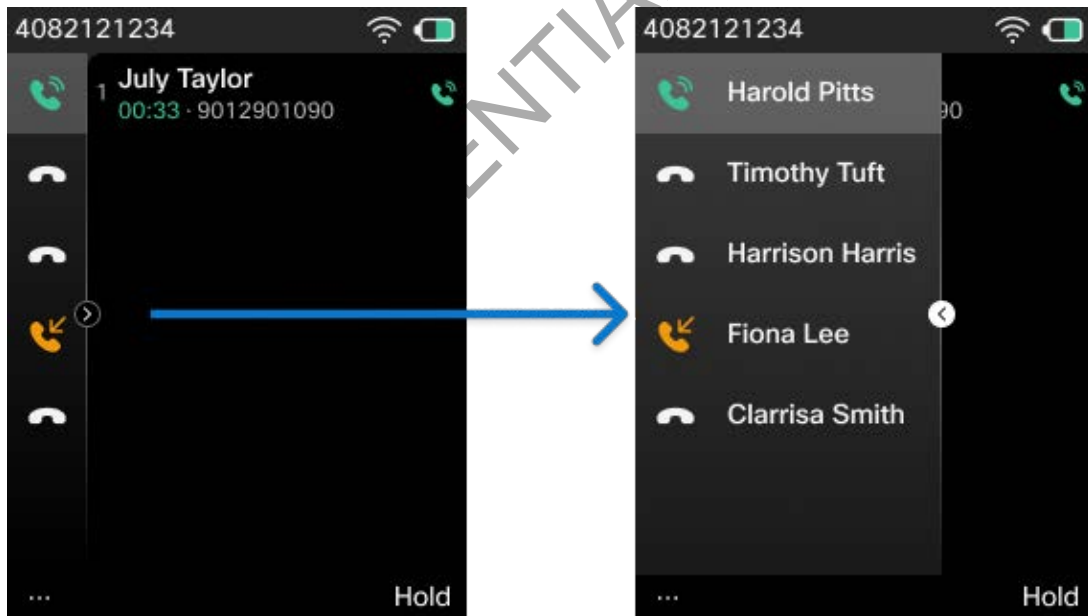 4082121234
1 July Taylor
00:33 · 9012901090
...
Hold
ENTIA
4082121234
Harold Pitts
90
Timothy Tuft
Harrison Harris
Fiona Lee
Clarrisa Smith
...
Hold